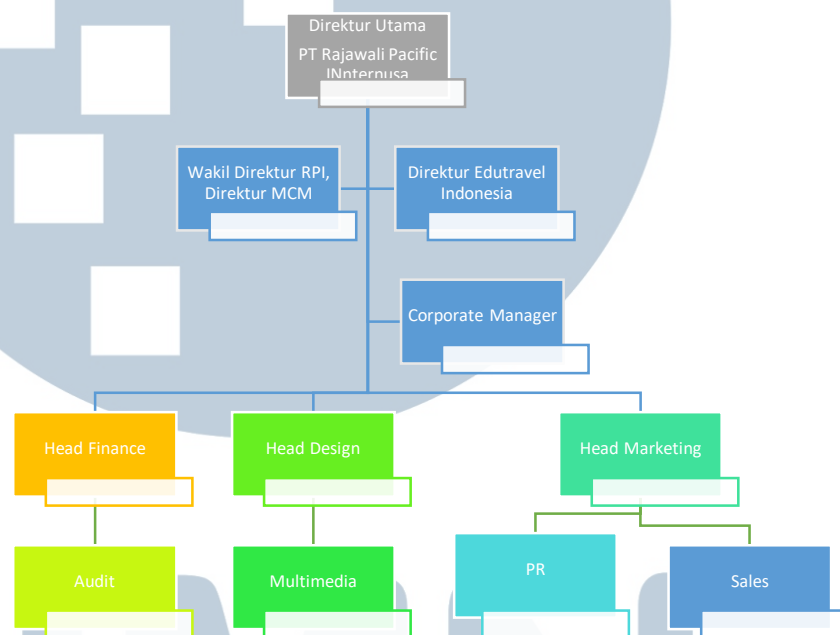 Direktur Utama
PT Rajawali Pacific
INnternusa
Wakil Direktur RPI,
Direktur MCM
Direktur Edutravel
Indonesia
Corporate Manager
Head Finance
Head Design
Head Marketing
Audit
Multimedia
PR
Sales